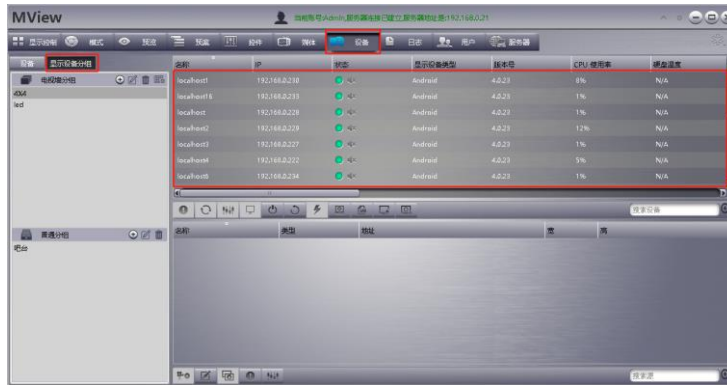 MView
当前账号:Admin,服务器连接已建立,服务器地址是:192.168.0.21
显示控制 模式 预览 预案 控件 媒体 设备 日志 用户 服务器
设备 显示设备分组
名称 IP 状态 显示设备类型 版本号 CPU 使用率 硬盘温度
电视墙分组
localhost1 192.168.0.230 Android 4.0.23 8% N/A
4X4
localhost16 192.168.0.233 Android 4.0.23 1% N/A
led
localhost 192.168.0.228 Android 4.0.23 1% N/A
localhost2 192.168.0.229 Android 4.0.23 12% N/A
localhost3 192.168.0.227 Android 4.0.23 1% N/A
localhost4 192.168.0.222 Android 4.0.23 5% N/A
localhost5 192.168.0.234 Android 4.0.23 1% N/A
搜索设备
普通分组
名称 类型 地址 宽 高
吧台
搜索源